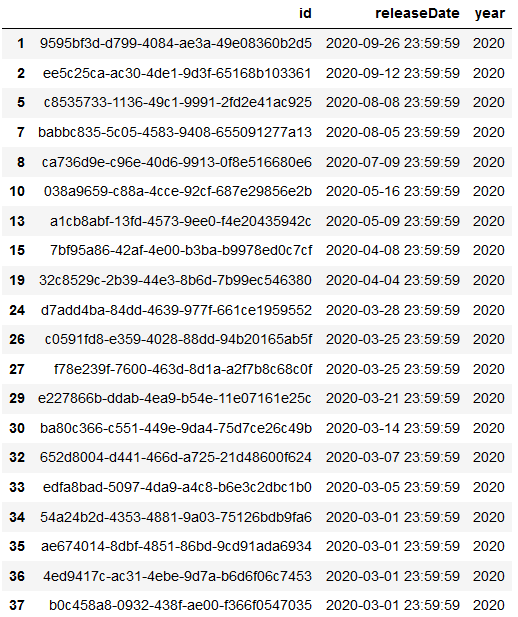 id releaseDate year
1 9595bf3d-d799-4084-ae3a-49e08360b2d5 2020-09-26 23:59:59 2020
2 ee5c25ca-ac30-4de1-9d3f-65168b103361 2020-09-12 23:59:59 2020
5 c8535733-1136-49c1-9991-2fd2e41ac925 2020-08-08 23:59:59 2020
7 babbc835-5c05-4583-9408-655091277a13 2020-08-05 23:59:59 2020
8 ca736d9e-c96e-40d6-9913-0f8e516680e6 2020-07-09 23:59:59 2020
10 038a9659-c88a-4cce-92cf-687e29856e2b 2020-05-16 23:59:59 2020
13 a1cb8abf-13fd-4573-9ee0-f4e20435942c 2020-05-09 23:59:59 2020
15 7bf95a86-42af-4e00-b3ba-b9978ed0c7cf 2020-04-08 23:59:59 2020
19 32c8529c-2b39-44e3-8b6d-7b99ec546380 2020-04-04 23:59:59 2020
24 d7add4ba-84dd-4639-977f-661ce1959552 2020-03-28 23:59:59 2020
26 c0591fd8-e359-4028-88dd-94b20165ab5f 2020-03-25 23:59:59 2020
27 f78e239f-7600-463d-8d1a-a2f7b8c68c0f 2020-03-25 23:59:59 2020
29 e227866b-ddab-4ea9-b54e-11e07161e25c 2020-03-21 23:59:59 2020
30 ba80c366-c551-449e-9da4-75d7ce26c49b 2020-03-14 23:59:59 2020
32 652d8004-d441-466d-a725-21d48600f624 2020-03-07 23:59:59 2020
33 edfa8bad-5097-4da9-a4c8-b6e3c2dbc1b0 2020-03-05 23:59:59 2020
34 54a24b2d-4353-4881-9a03-75126bdb9fa6 2020-03-01 23:59:59 2020
35 ae674014-8dbf-4851-86bd-9cd91ada6934 2020-03-01 23:59:59 2020
36 4ed9417c-ac31-4ebe-9d7a-b6d6f06c7453 2020-03-01 23:59:59 2020
37 b0c458a8-0932-438f-ae00-f366f0547035 2020-03-01 23:59:59 2020